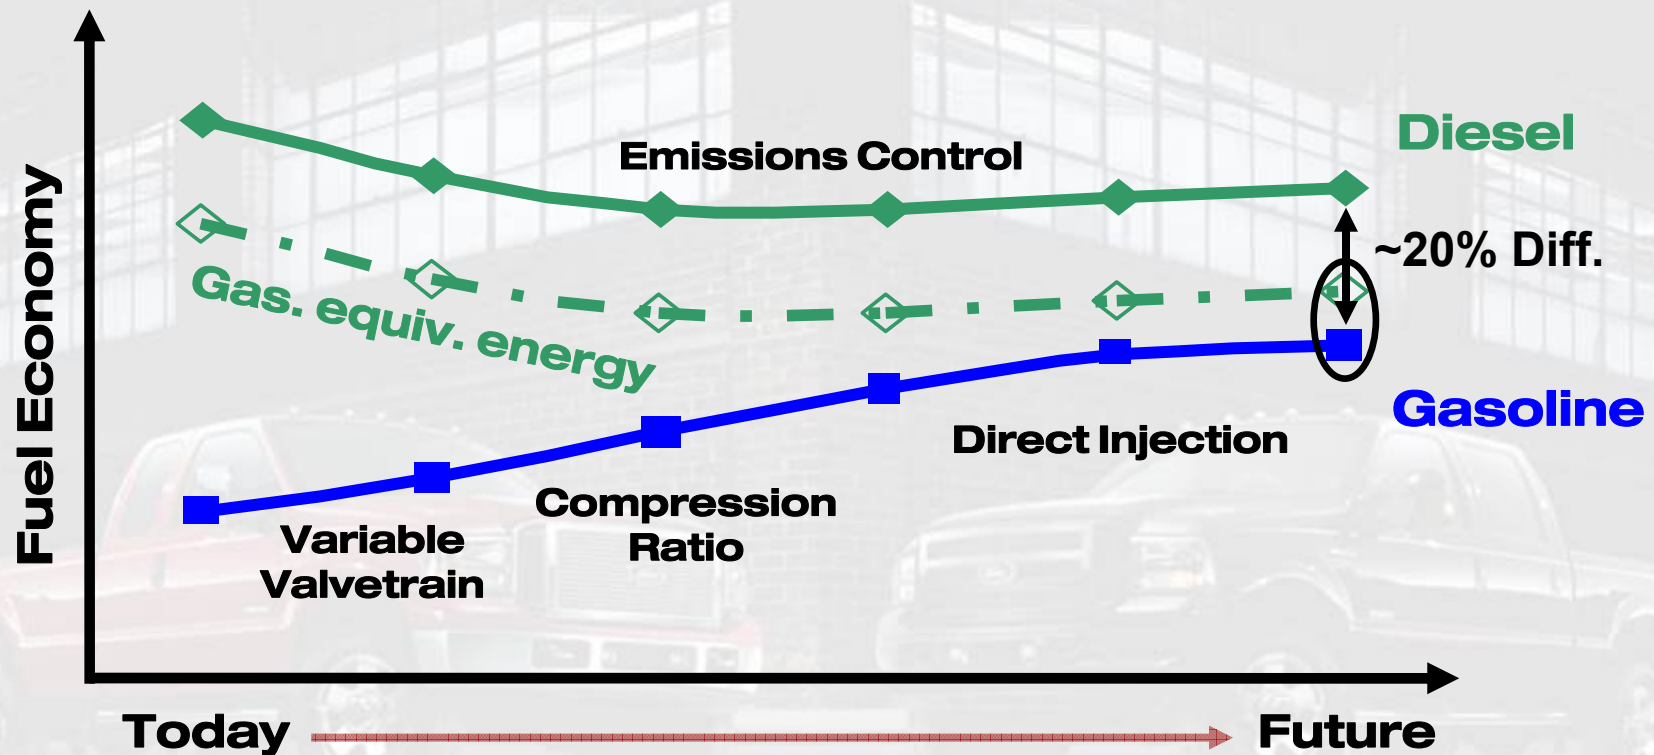 Fuel Economy
Emissions Control
Diesel
~20% Diff.
Gas. equiv. energy
Gasoline
Direct Injection
Compression
Ratio
Variable
Valvetrain
Today
Future